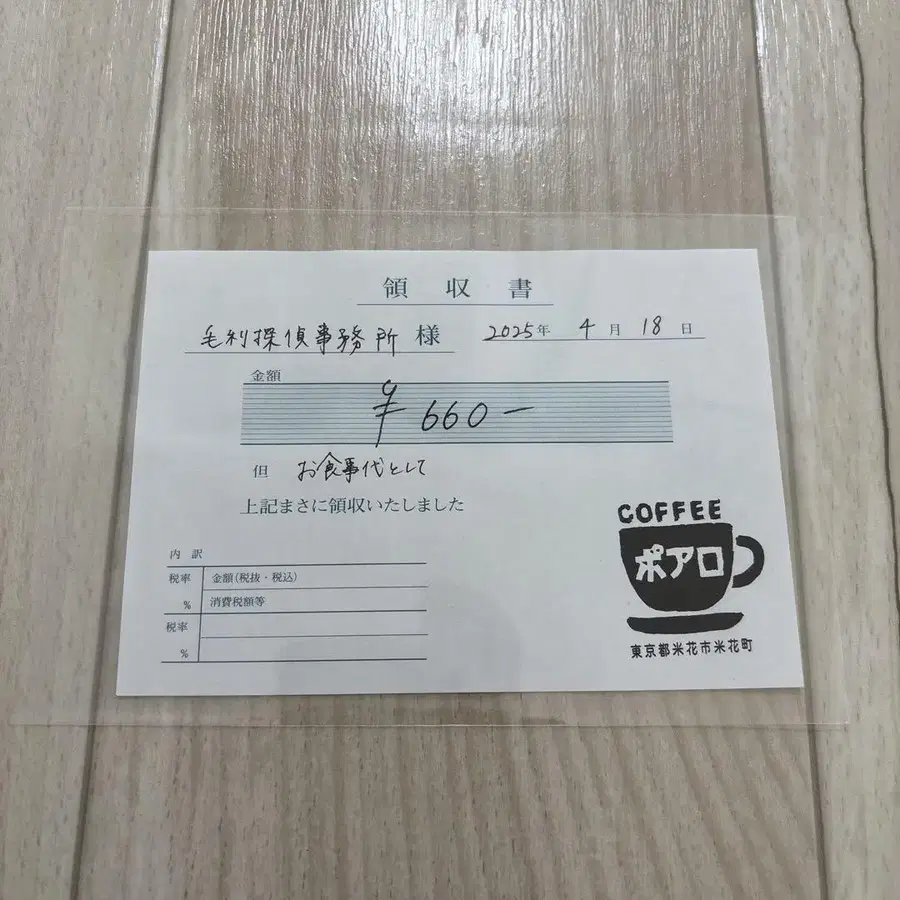 領収書
毛利探偵事務所 様 2025年 4月 18日
金額
¥660-
但 お食事代として
上記まさに領収いたしました
内訳
税率 金額(税抜・税込)
% 消費税額等
税率
%
COFFEE
ポアロ
東京都米花市米花町